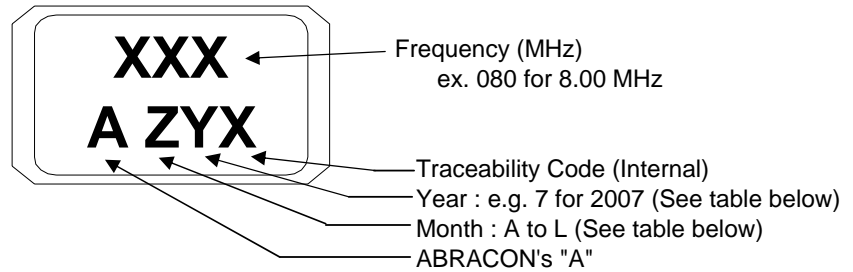 XXX
Frequency (MHz)
ex. 080 for 8.00 MHz
A ZYX
Traceability Code (Internal)
Year : e.g. 7 for 2007 (See table below)
Month : A to L (See table below)
ABRACON's "A"